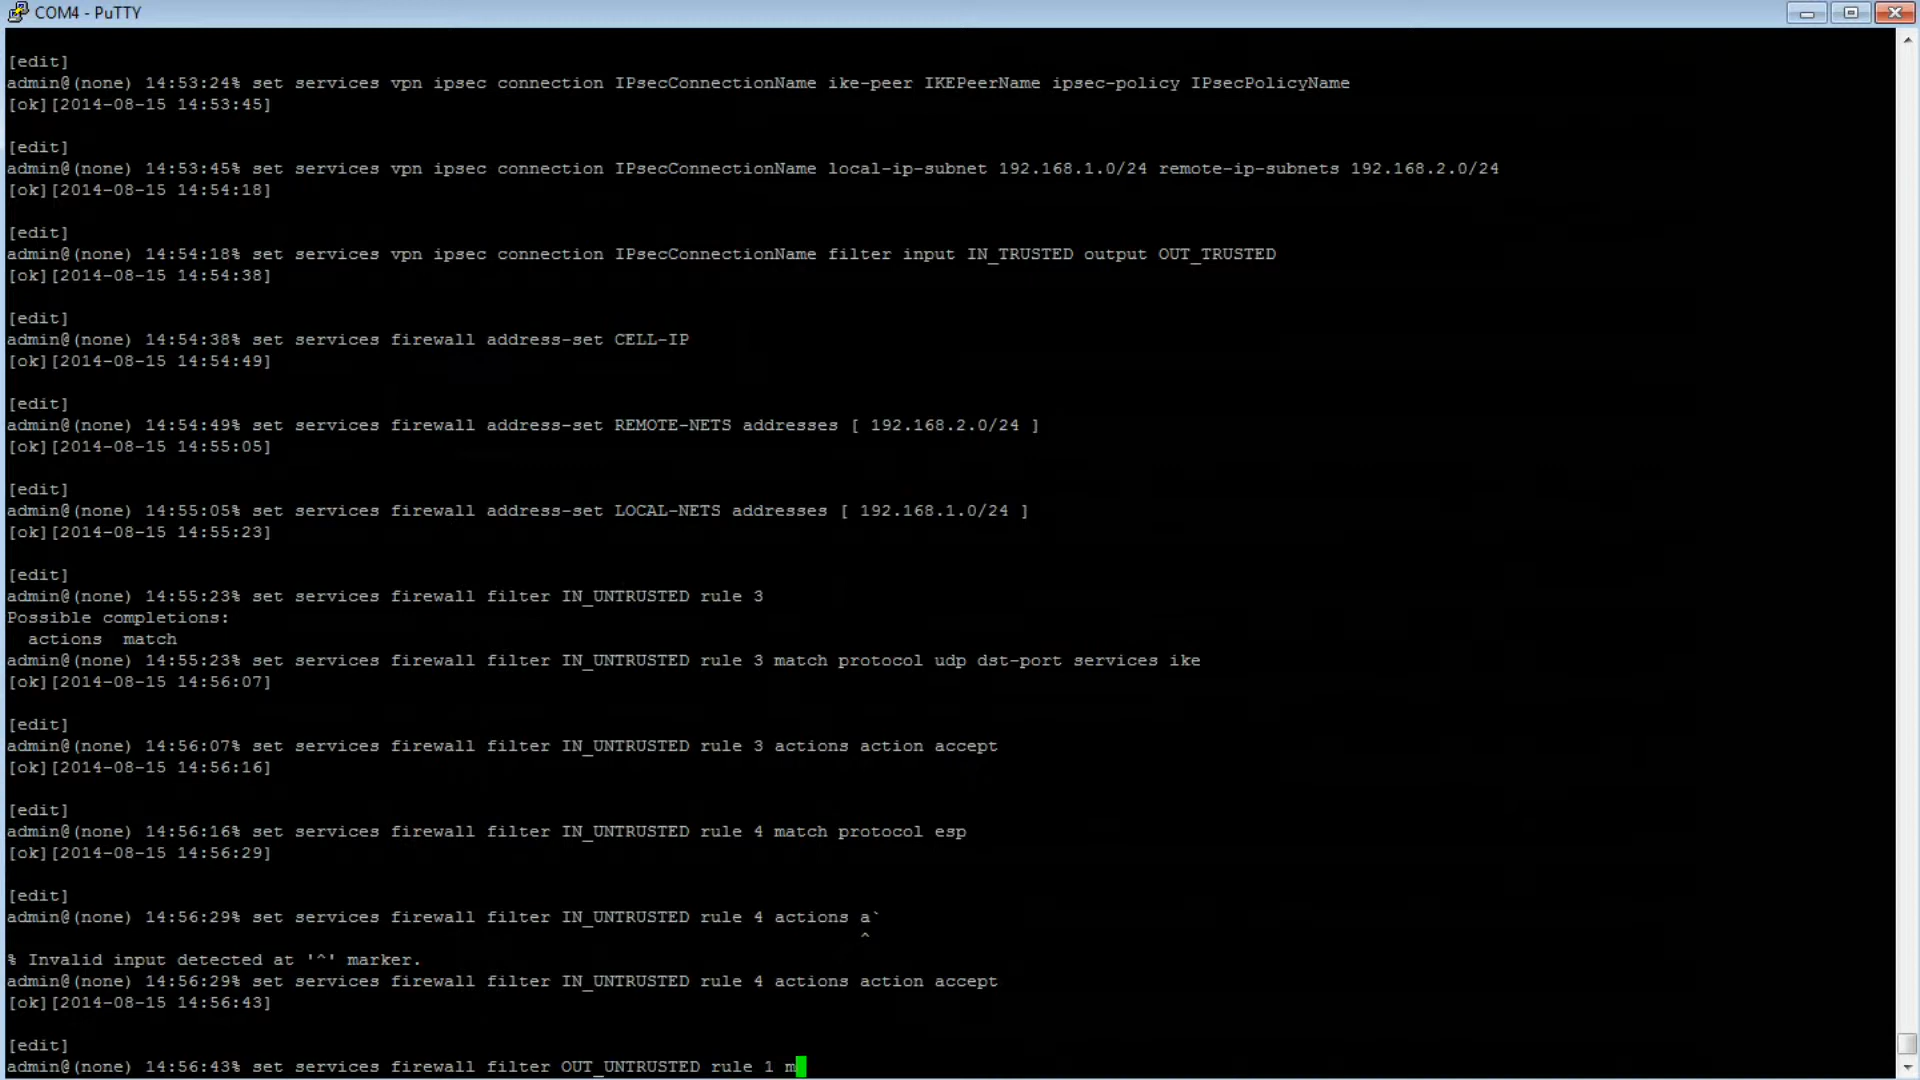 COM4 - PuTTY
[edit]
admin@(none) 14:53:24% set services vpn ipsec connection IPsecConnectionName ike-peer IKEPeerName ipsec-policy IPsecPolicyName
[ok][2014-08-15 14:53:45]
[edit]
admin@(none) 14:53:45% set services vpn ipsec connection IPsecConnectionName local-ip-subnet 192.168.1.0/24 remote-ip-subnets 192.168.2.0/24
[ok][2014-08-15 14:54:18]
[edit]
admin@(none) 14:54:18% set services vpn ipsec connection IPsecConnectionName filter input IN_TRUSTED output OUT_TRUSTED
[ok][2014-08-15 14:54:38]
[edit]
admin@(none) 14:54:38% set services firewall address-set CELL-IP
[ok][2014-08-15 14:54:49]
[edit]
admin@(none) 14:54:49% set services firewall address-set REMOTE-NETS addresses [ 192.168.2.0/24 ]
[ok][2014-08-15 14:55:05]
[edit]
admin@(none) 14:55:05% set services firewall address-set LOCAL-NETS addresses [ 192.168.1.0/24 ]
[ok][2014-08-15 14:55:23]
[edit]
admin@(none) 14:55:23% set services firewall filter IN_UNTRUSTED rule 3
Possible completions:
  actions  match
admin@(none) 14:55:23% set services firewall filter IN_UNTRUSTED rule 3 match protocol udp dst-port services ike
[ok][2014-08-15 14:56:07]
[edit]
admin@(none) 14:56:07% set services firewall filter IN_UNTRUSTED rule 3 actions action accept
[ok][2014-08-15 14:56:16]
[edit]
admin@(none) 14:56:16% set services firewall filter IN_UNTRUSTED rule 4 match protocol esp
[ok][2014-08-15 14:56:29]
[edit]
admin@(none) 14:56:29% set services firewall filter IN_UNTRUSTED rule 4 actions a`
^
% Invalid input detected at '^' marker.
admin@(none) 14:56:29% set services firewall filter IN_UNTRUSTED rule 4 actions action accept
[ok][2014-08-15 14:56:43]
[edit]
admin@(none) 14:56:43% set services firewall filter OUT_UNTRUSTED rule 1 m